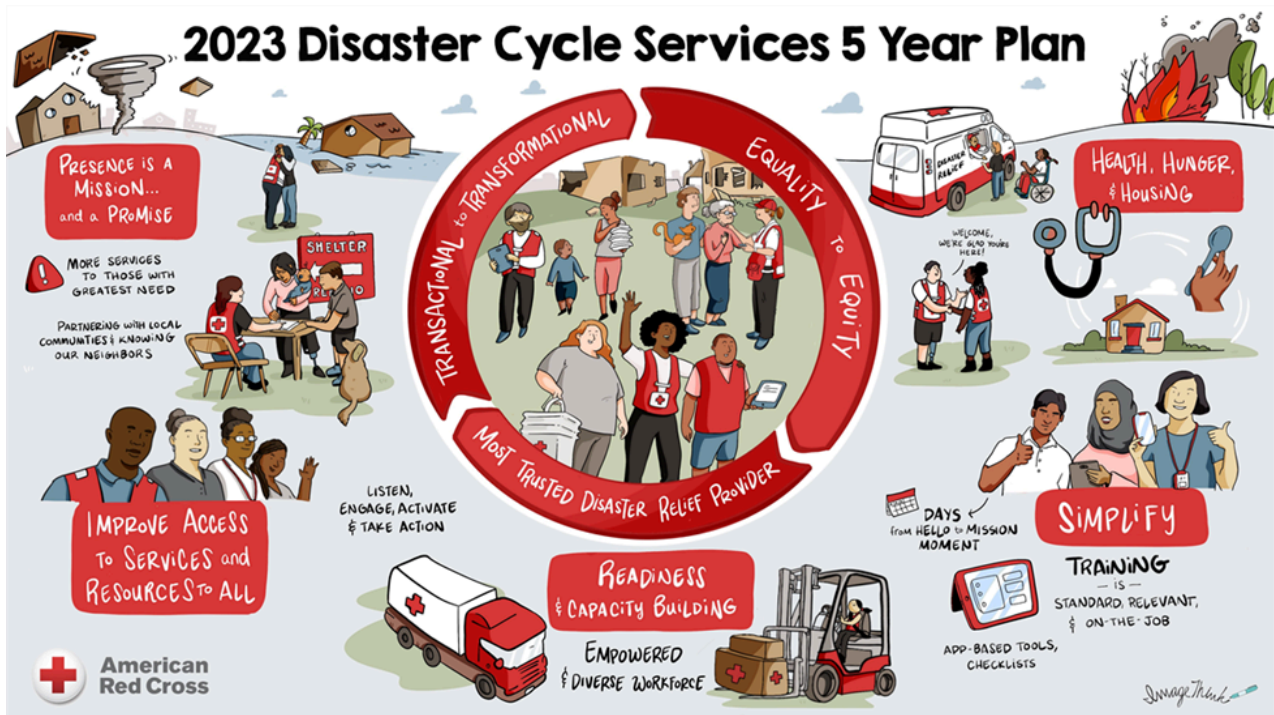 2023 Disaster Cycle Services 5 Year Plan
PRESENCE IS A
MISSION...
and a PROMISE
MORE SERVICES
TO THOSE WITH
GREATEST NEED
PARTNERING WITH LOCAL
COMMUNITIES & KNOWING
OUR NEIGHBORS
SHELTER
TRANSACTIONAL to TRANSFORMATIONAL
EQUALITY TO EQUITY
MOST TRUSTED DISASTER RELIEF PROVIDER
DISASTER
RELIEF
HEALTH, HUNGER,
& HOUSING
WELCOME,
WE'RE GLAD YOU'RE
HERE!
IMPROVE ACCESS
TO SERVICES and
RESOURCES TO ALL
LISTEN,
ENGAGE, ACTIVATE
& TAKE ACTION
READINESS
& CAPACITY BUILDING
EMPOWERED
& DIVERSE WORKFORCE
SIMPLIFY
DAYS
from HELLO to MISSION
MOMENT
TRAINING
— IS —
STANDARD, RELEVANT,
& ON-THE-JOB
APP-BASED TOOLS,
CHECKLISTS
American
Red Cross
ImageThink